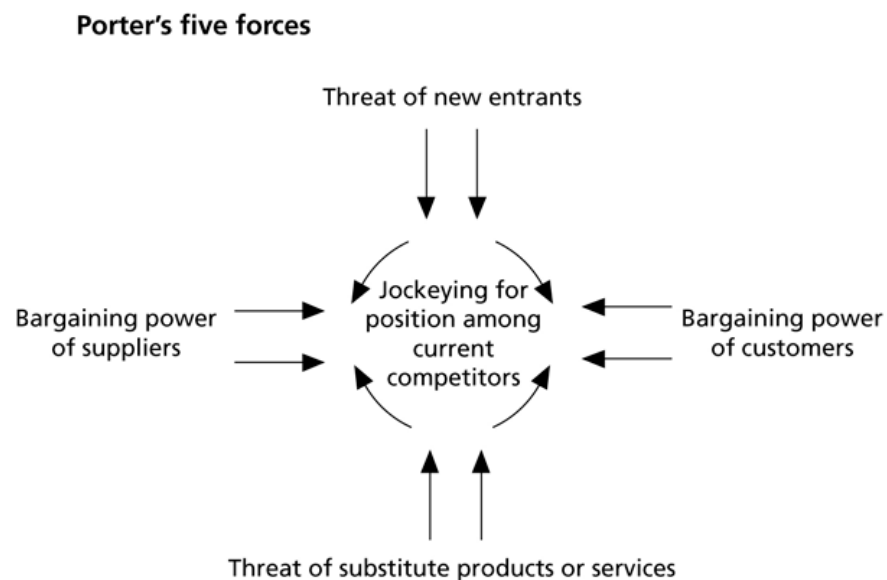 Porter's five forces
Threat of new entrants
Bargaining power
of suppliers
Jockeying for
position among
current
competitors
Bargaining power
of customers
Threat of substitute products or services